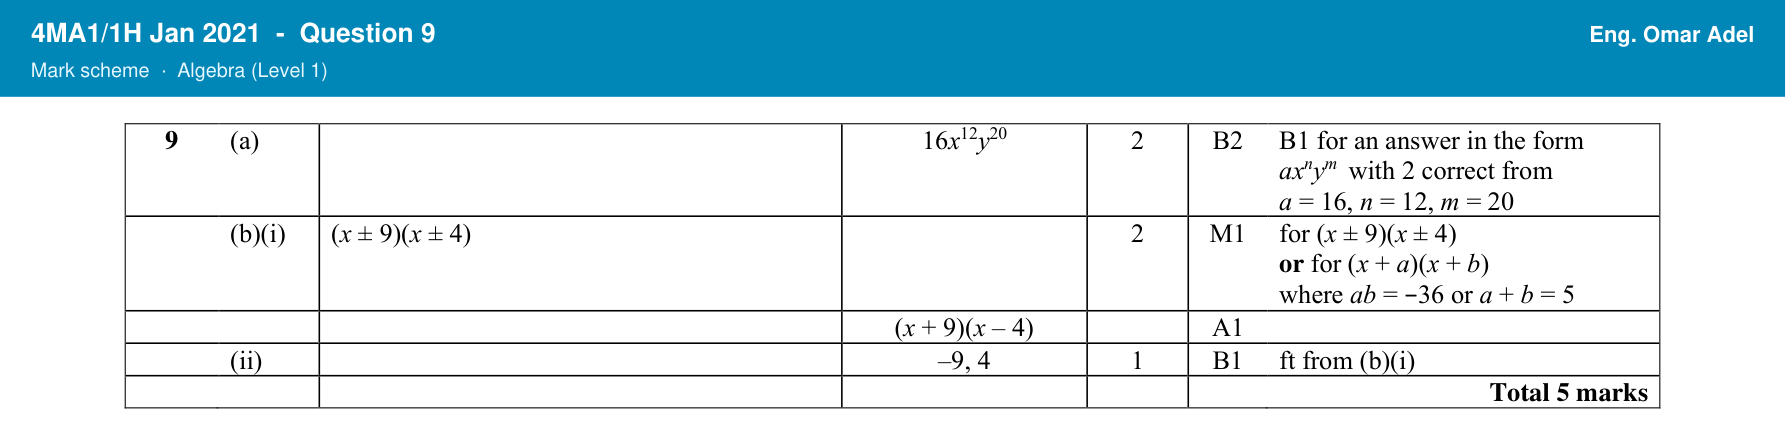 4MA1/1H Jan 2021 - Question 9
Eng. Omar Adel
Mark scheme · Algebra (Level 1)
9 (a) 16x¹²y²⁰ 2 B2 B1 for an answer in the form
axⁿyᵐ with 2 correct from
a = 16, n = 12, m = 20
(b)(i) (x ± 9)(x ± 4) 2 M1 for (x ± 9)(x ± 4)
or for (x + a)(x + b)
where ab = −36 or a + b = 5
(x + 9)(x – 4) A1
(ii) –9, 4 1 B1 ft from (b)(i)
Total 5 marks